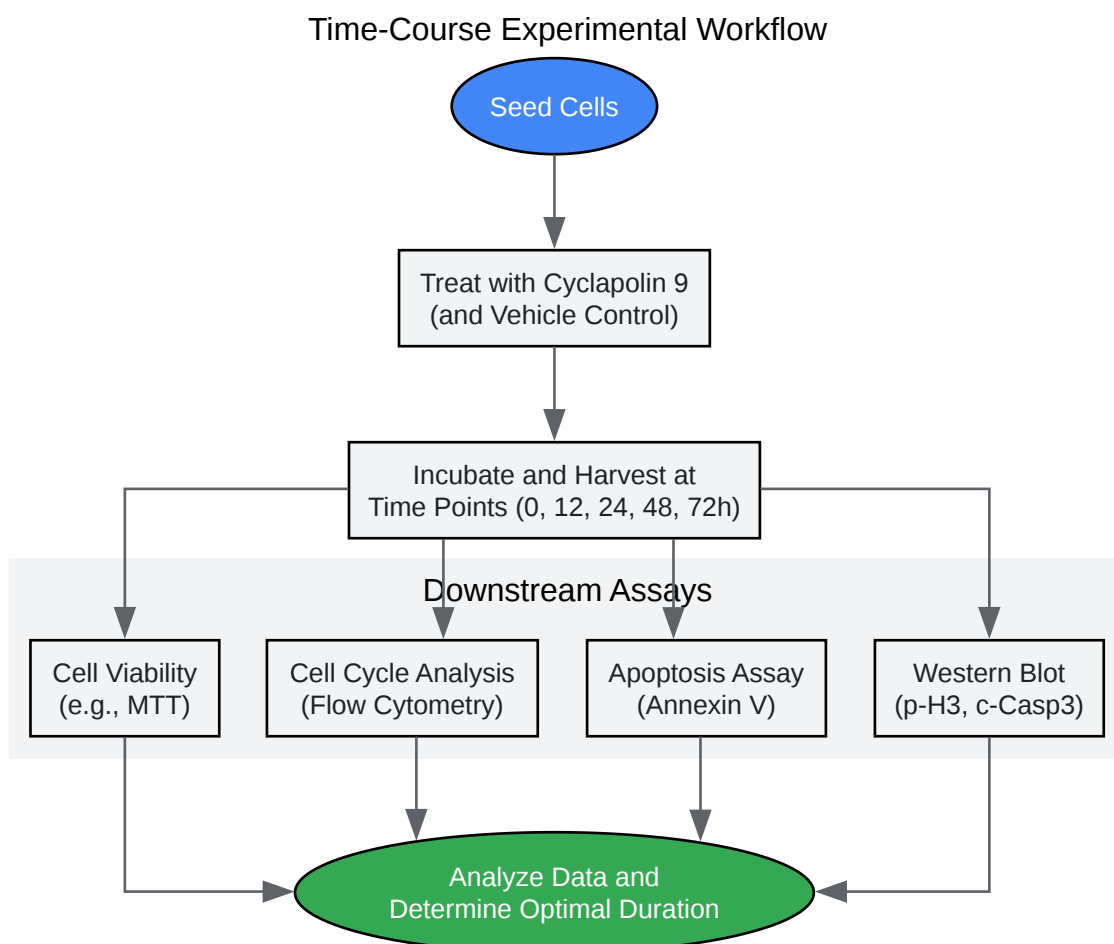 Time-Course Experimental Workflow
Seed Cells
Treat with Cyclapolin 9
(and Vehicle Control)
Incubate and Harvest at
Time Points (0, 12, 24, 48, 72h)
Downstream Assays
Cell Viability
(e.g., MTT)
Cell Cycle Analysis
(Flow Cytometry)
Apoptosis Assay
(Annexin V)
Western Blot
(p-H3, c-Casp3)
Analyze Data and
Determine Optimal Duration